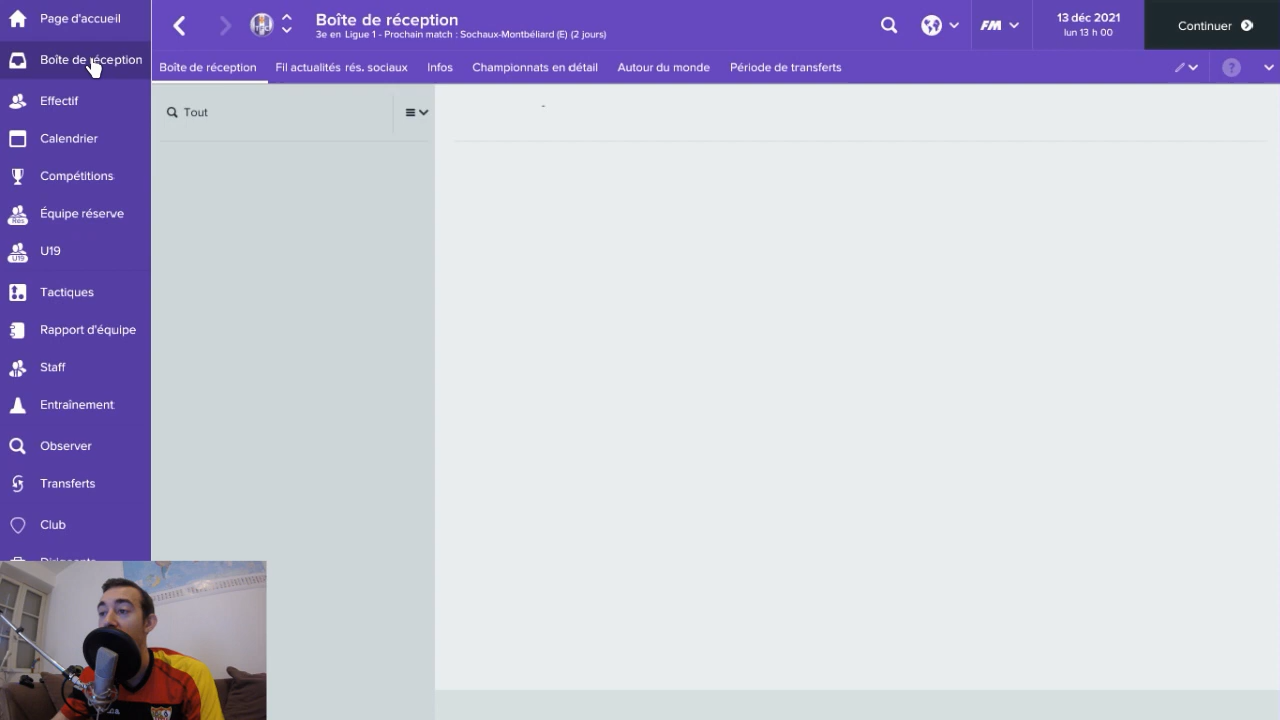 Page d'accueil
Boîte de réception
Effectif
Calendrier
Compétitions
Équipe réserve
Rés
U19
U19
Tactiques
Rapport d'équipe
Staff
Entraînement
Observer
Transferts
Club
Boîte de réception
3e en Ligue 1 - Prochain match : Sochaux-Montbéliard (E) (2 jours)
FM
13 déc 2021
lun 13 h 00
Continuer
Boîte de réception
Fil actualités rés. sociaux
Infos
Championnats en détail
Autour du monde
Période de transferts
?
Tout
-